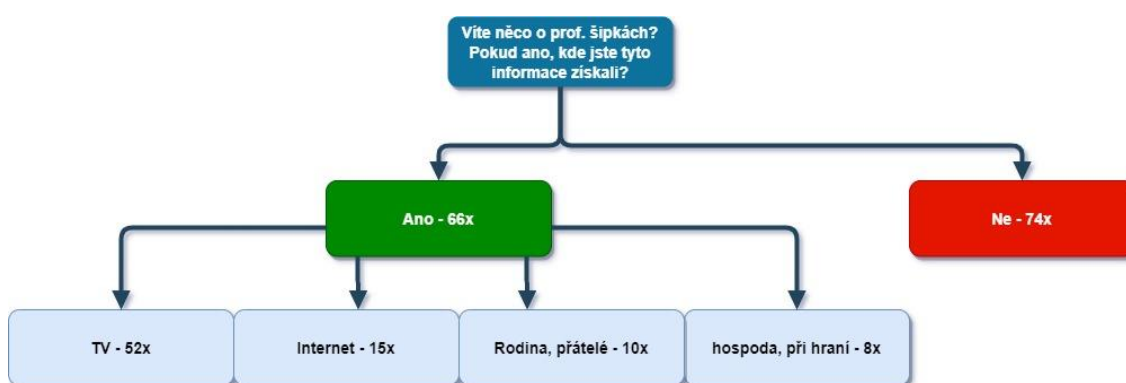 Víte něco o prof. šipkách?
Pokud ano, kde jste tyto
informace získali?
Ano - 66x
Ne - 74x
TV - 52x
Internet - 15x
Rodina, přátelé - 10x
hospoda, při hraní - 8x